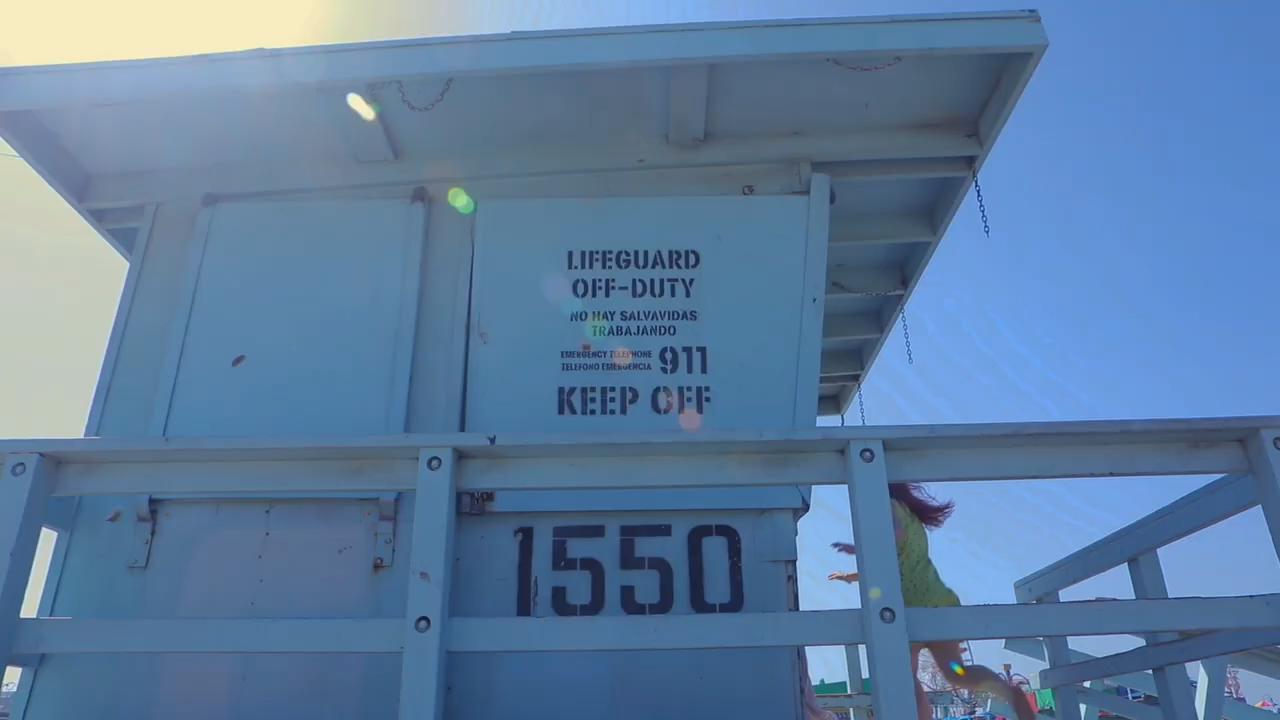 LIFEGUARD
OFF-DUTY
NO HAY SALVAVIDAS
TRABAJANDO
EMERGENCY TELEPHONE 911
TELEFONO EMERGENCIA
KEEP OFF
1550